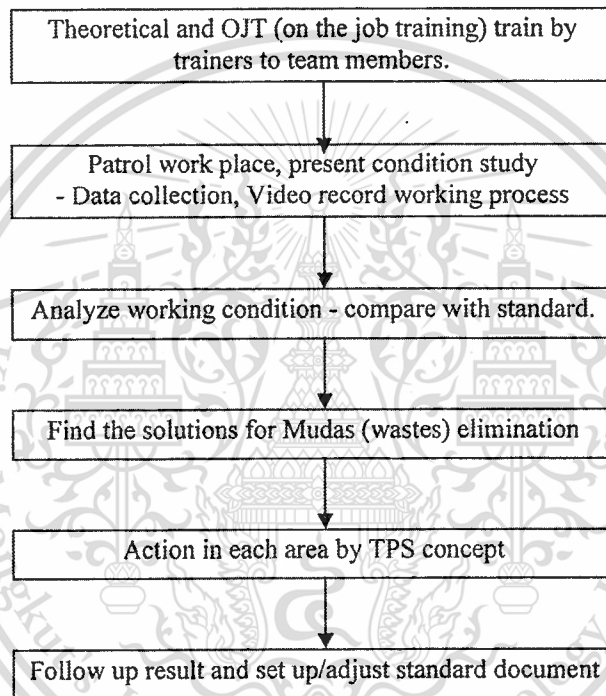 Theoretical and OJT (on the job training) train by
trainers to team members.
Patrol work place, present condition study
- Data collection, Video record working process
Analyze working condition - compare with standard.
Find the solutions for Mudas (wastes) elimination
Action in each area by TPS concept
Follow up result and set up/adjust standard document